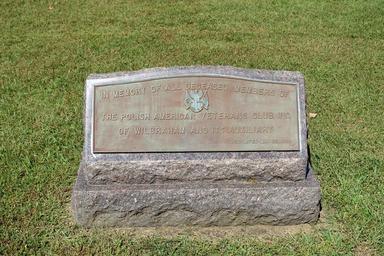 IN MEMORY OF ALL DECEASED MEMBERS OF
THE POLISH AMERICAN VETERANS CLUB INC.
OF WILBRAHAM AND ITS AUXILIARY